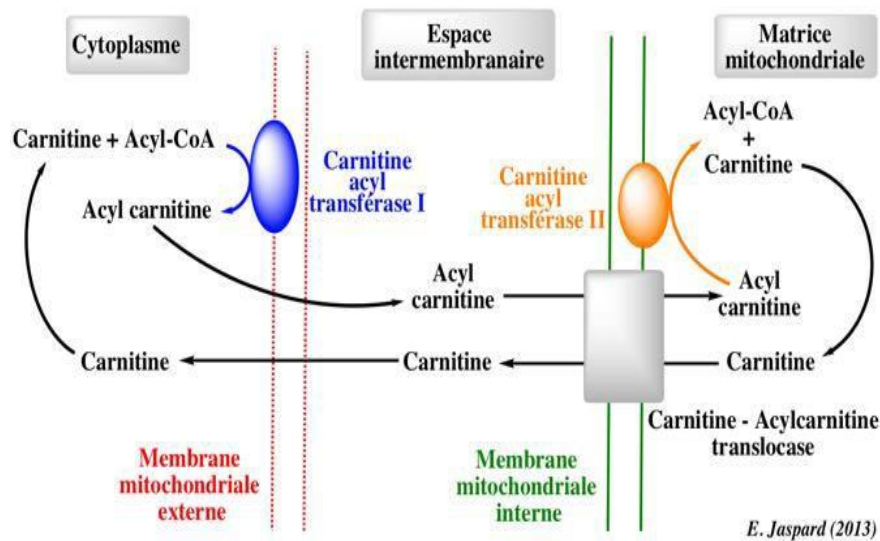 Cytoplasme
Espace
intermembranaire
Matrice
mitochondriale
Carnitine + Acyl-CoA
Acyl carnitine
Carnitine
acyl
transférase I
Carnitine
acyl
transférase II
Acyl-CoA
+
Carnitine
Acyl
carnitine
Acyl
carnitine
Carnitine
Carnitine
Carnitine
Carnitine - Acylcarnitine
translocase
Membrane
mitochondriale
externe
Membrane
mitochondriale
interne
E. Jaspard (2013)